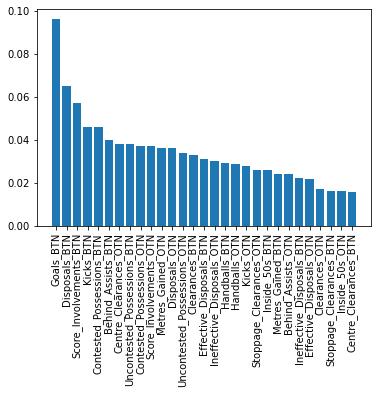 0.10
0.08
0.06
0.04
0.02
0.00
Goals_BTN
Disposals_BTN
Score_Involvements_BTN
Kicks_BTN
Contested_Possessions_BTN
Behind_Assists_BTN
Centre_Clearances_OTN
Uncontested_Possessions_BTN
Contested_Possessions_OTN
Score_Involvements_OTN
Metres_Gained_OTN
Disposals_OTN
Uncontested_Possessions_OTN
Clearances_BTN
Effective_Disposals_BTN
Ineffective_Disposals_OTN
Handballs_BTN
Handballs_OTN
Kicks_OTN
Stoppage_Clearances_OTN
Inside_50s_BTN
Metres_Gained_BTN
Behind_Assists_OTN
Ineffective_Disposals_BTN
Effective_Disposals_OTN
Clearances_OTN
Stoppage_Clearances_BTN
Inside_50s_OTN
Centre_Clearances_BTN